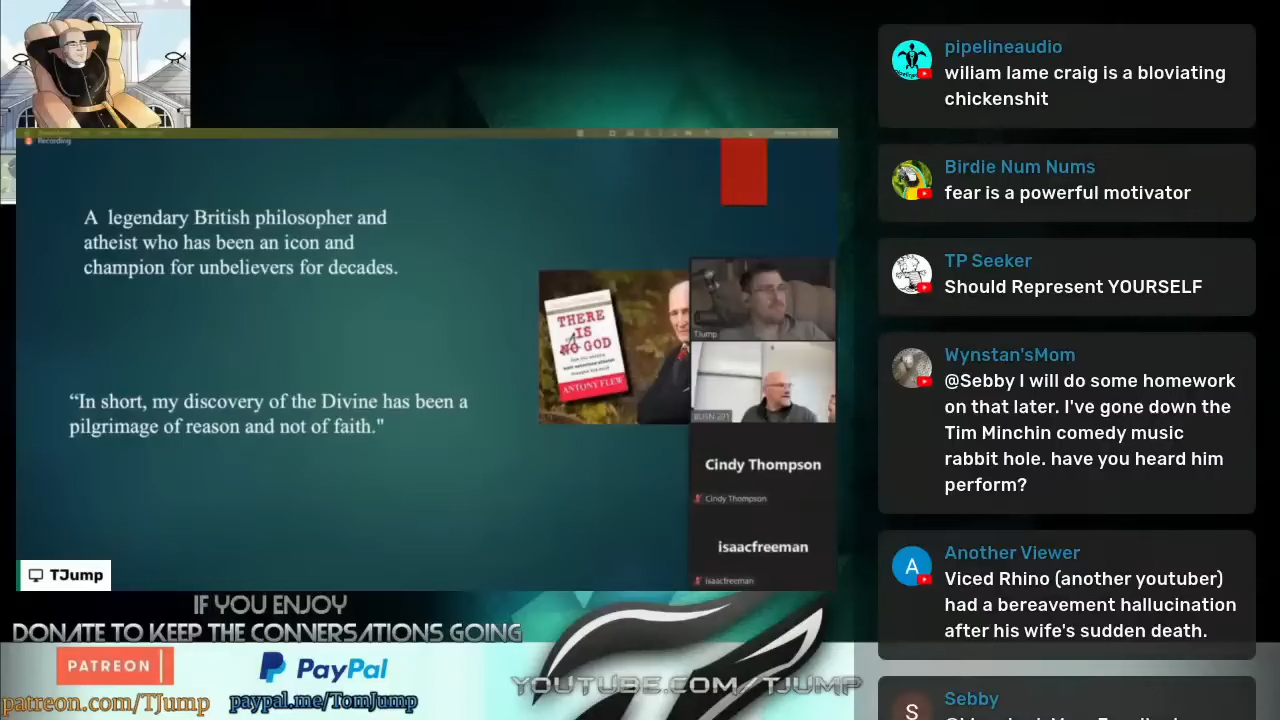 Recording
A legendary British philosopher and
atheist who has been an icon and
champion for unbelievers for decades.
"In short, my discovery of the Divine has been a
pilgrimage of reason and not of faith."
THERE
IS
NO GOD
ANTONY FLEW
TJump
BUSN 201
Cindy Thompson
Cindy Thompson
isaacfreeman
isaacfreeman
TJump
IF YOU ENJOY
DONATE TO KEEP THE CONVERSATIONS GOING
PATREON
PayPal
patreon.com/TJump
paypal.me/TomJump
YOUTUBE.COM/TJUMP
pipelineaudio
wiliam lame craig is a bloviating
chickenshit
Birdie Num Nums
fear is a powerful motivator
TP Seeker
Should Represent YOURSELF
Wynstan'sMom
@Sebby I will do some homework
on that later. I've gone down the
Tim Minchin comedy music
rabbit hole. have you heard him
perform?
A
Another Viewer
Viced Rhino (another youtuber)
had a bereavement hallucination
after his wife's sudden death.
S
Sebby